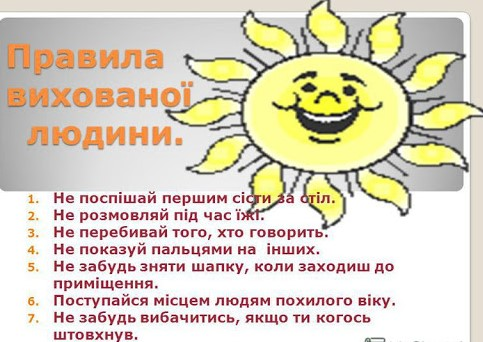 Правила
вихованої
людини.
1. Не поспішай першим сісти за стіл.
2. Не розмовляй під час їжі.
3. Не перебивай того, хто говорить.
4. Не показуй пальцями на інших.
5. Не забудь зняти шапку, коли заходиш до
приміщення.
6. Поступайся місцем людям похилого віку.
7. Не забудь вибачитись, якщо ти когось
штовхнув.